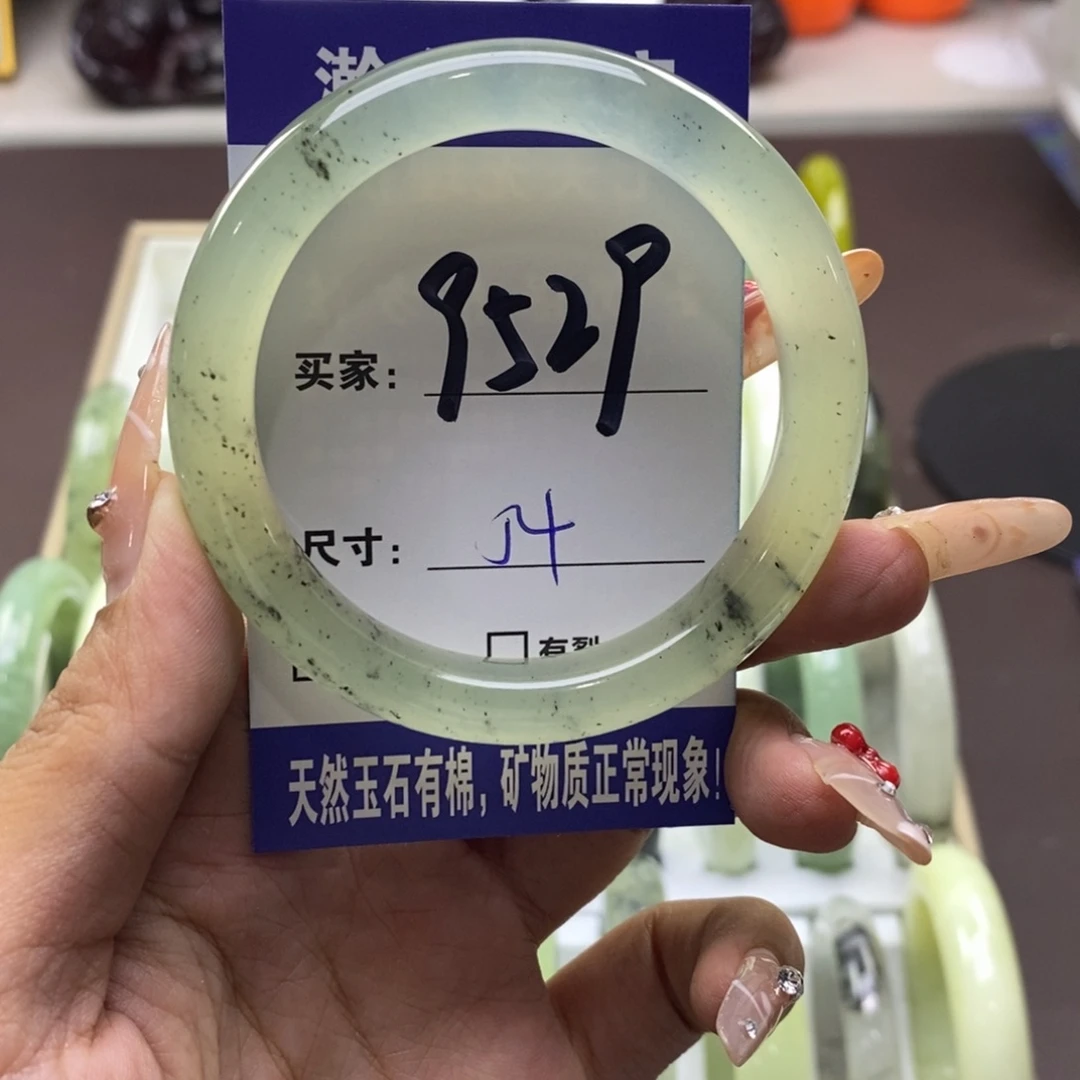 买家: 9529
尺寸: 54
有裂
天然玉石有棉，矿物质正常现象!